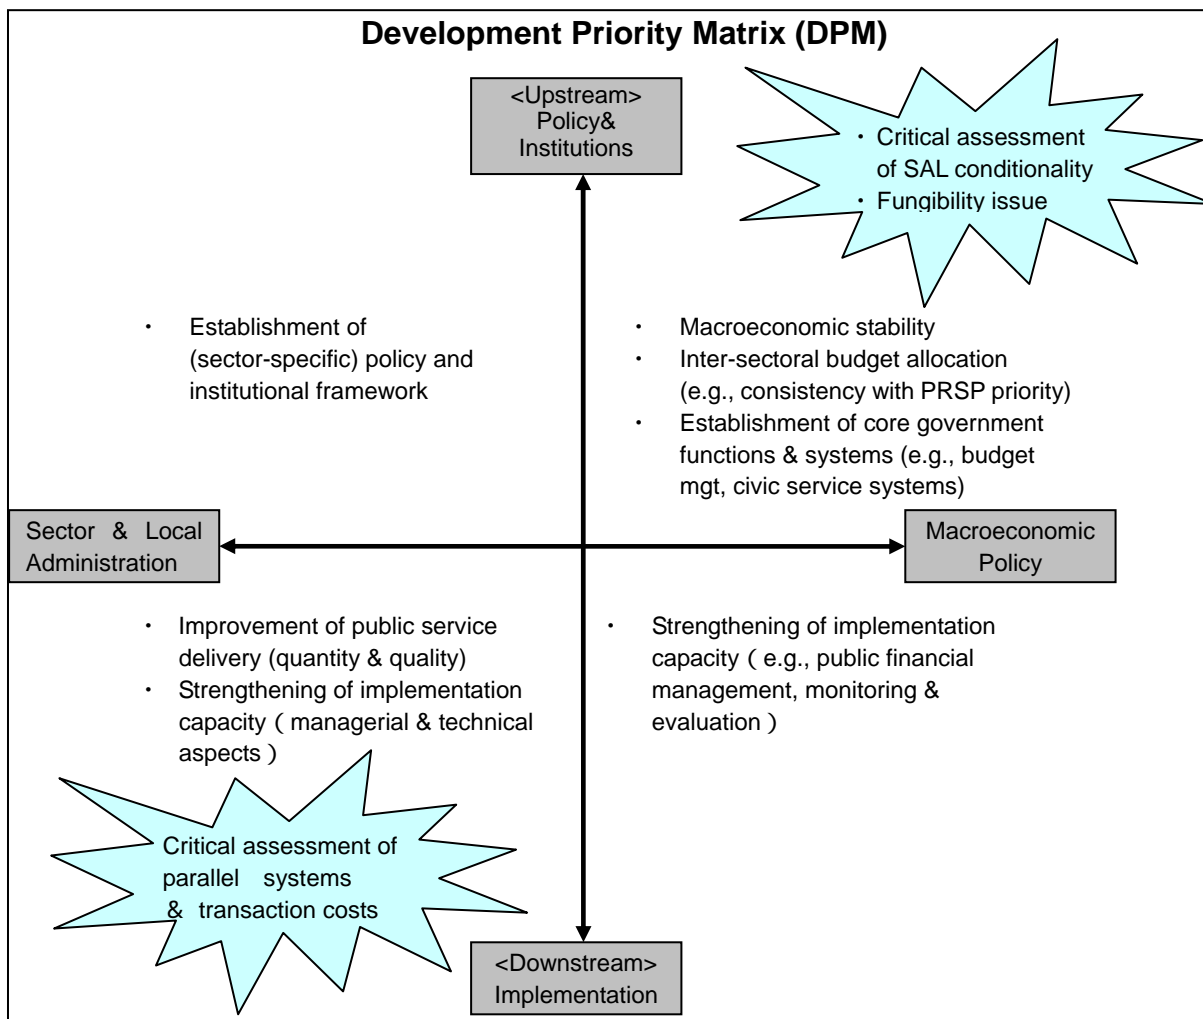 Development Priority Matrix (DPM)
<Upstream>
Policy&
Institutions
・ Critical assessment
of SAL conditionality
・ Fungibility issue
・ Establishment of
(sector-specific) policy and
institutional framework
・ Macroeconomic stability
・ Inter-sectoral budget allocation
(e.g., consistency with PRSP priority)
・ Establishment of core government
functions & systems (e.g., budget
mgt, civic service systems)
Sector & Local
Administration
Macroeconomic
Policy
・ Improvement of public service
delivery (quantity & quality)
・ Strengthening of implementation
capacity（managerial & technical
aspects）
・ Strengthening of implementation
capacity（e.g., public financial
management, monitoring &
evaluation）
Critical assessment of
parallel systems
& transaction costs
<Downstream>
Implementation